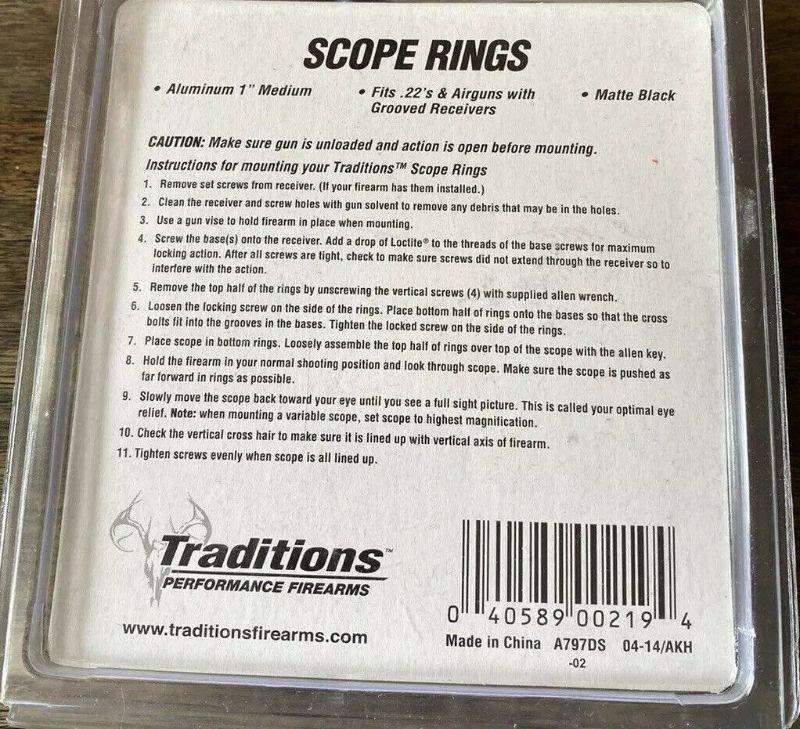 SCOPE RINGS
• Aluminum 1" Medium • Fits .22's & Airguns with • Matte Black
Grooved Receivers
CAUTION: Make sure gun is unloaded and action is open before mounting.
Instructions for mounting your Traditions™ Scope Rings
1. Remove set screws from receiver. (If your firearm has them installed.)
2. Clean the receiver and screw holes with gun solvent to remove any debris that may be in the holes.
3. Use a gun vise to hold firearm in place when mounting.
4. Screw the base(s) onto the receiver. Add a drop of Loctite® to the threads of the base screws for maximum
locking action. After all screws are tight, check to make sure screws did not extend through the receiver so to
interfere with the action.
5. Remove the top half of the rings by unscrewing the vertical screws (4) with supplied allen wrench.
6. Loosen the locking screw on the side of the rings. Place bottom half of rings onto the bases so that the cross
bolts fit into the grooves in the bases. Tighten the locked screw on the side of the rings.
7. Place scope in bottom rings. Loosely assemble the top half of rings over top of the scope with the allen key.
8. Hold the firearm in your normal shooting position and look through scope. Make sure the scope is pushed as
far forward in rings as possible.
9. Slowly move the scope back toward your eye until you see a full sight picture. This is called your optimal eye
relief. Note: when mounting a variable scope, set scope to highest magnification.
10. Check the vertical cross hair to make sure it is lined up with vertical axis of firearm.
11. Tighten screws evenly when scope is all lined up.
Traditions™
PERFORMANCE FIREARMS
www.traditionsfirearms.com
0 40589 00219 4
Made in China A797DS 04-14/AKH
-02